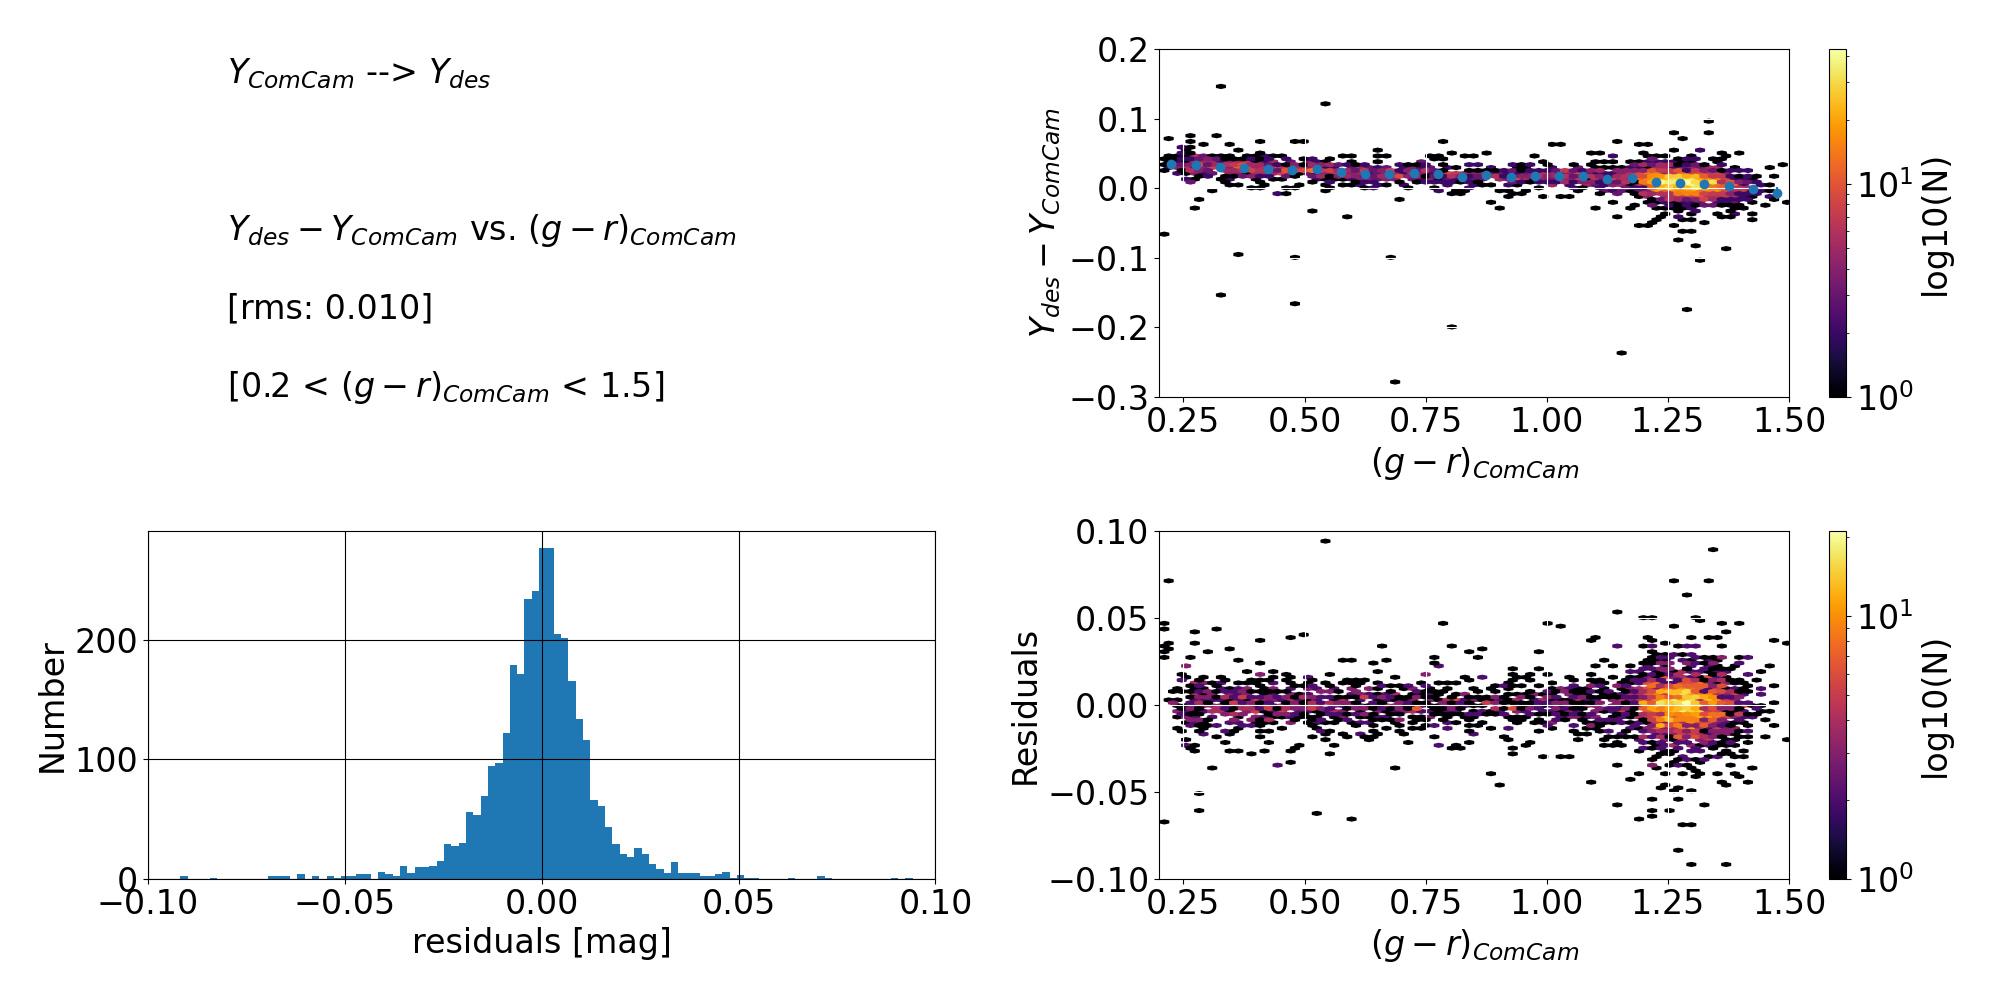 Y_ComCam --> Y_des
Y_des − Y_ComCam vs. (g − r)_ComCam
[rms: 0.010]
[0.2 < (g − r)_ComCam < 1.5]
0.2
0.1
0.0
−0.1
−0.2
−0.3
Y_des − Y_ComCam
0.25 0.50 0.75 1.00 1.25 1.50
(g − r)_ComCam
10^1
10^0
log10(N)
200
100
0
Number
−0.10 −0.05 0.00 0.05 0.10
residuals [mag]
0.10
0.05
0.00
−0.05
−0.10
Residuals
0.25 0.50 0.75 1.00 1.25 1.50
(g − r)_ComCam
10^1
10^0
log10(N)